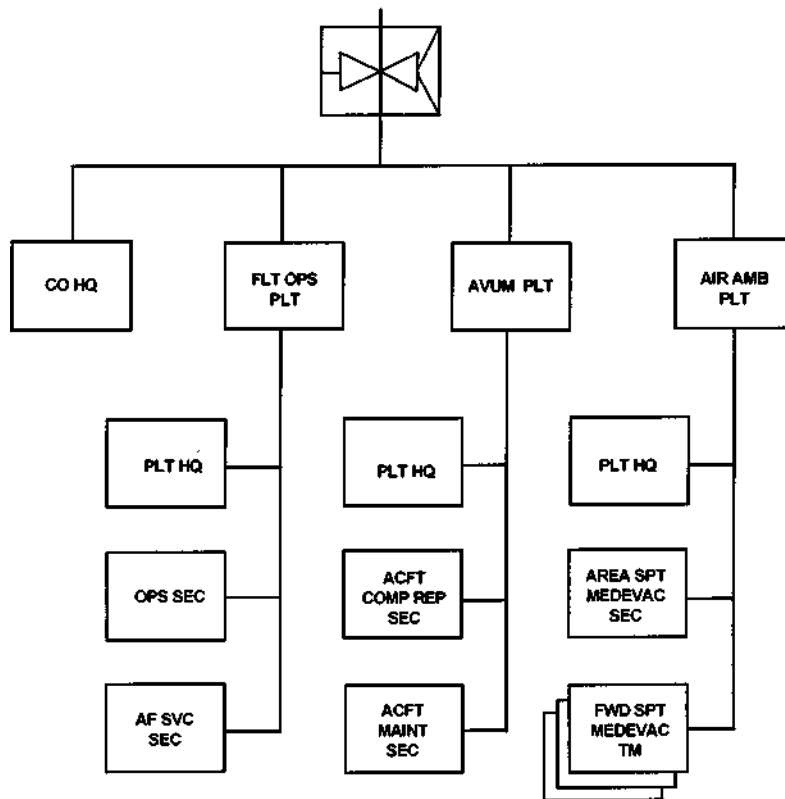 CO HQ
FLT OPS
PLT
AVUM PLT
AIR AMB
PLT
PLT HQ
PLT HQ
PLT HQ
OPS SEC
ACFT
COMP REP
SEC
AREA SPT
MEDEVAC
SEC
AF SVC
SEC
ACFT
MAINT
SEC
FWD SPT
MEDEVAC
TM